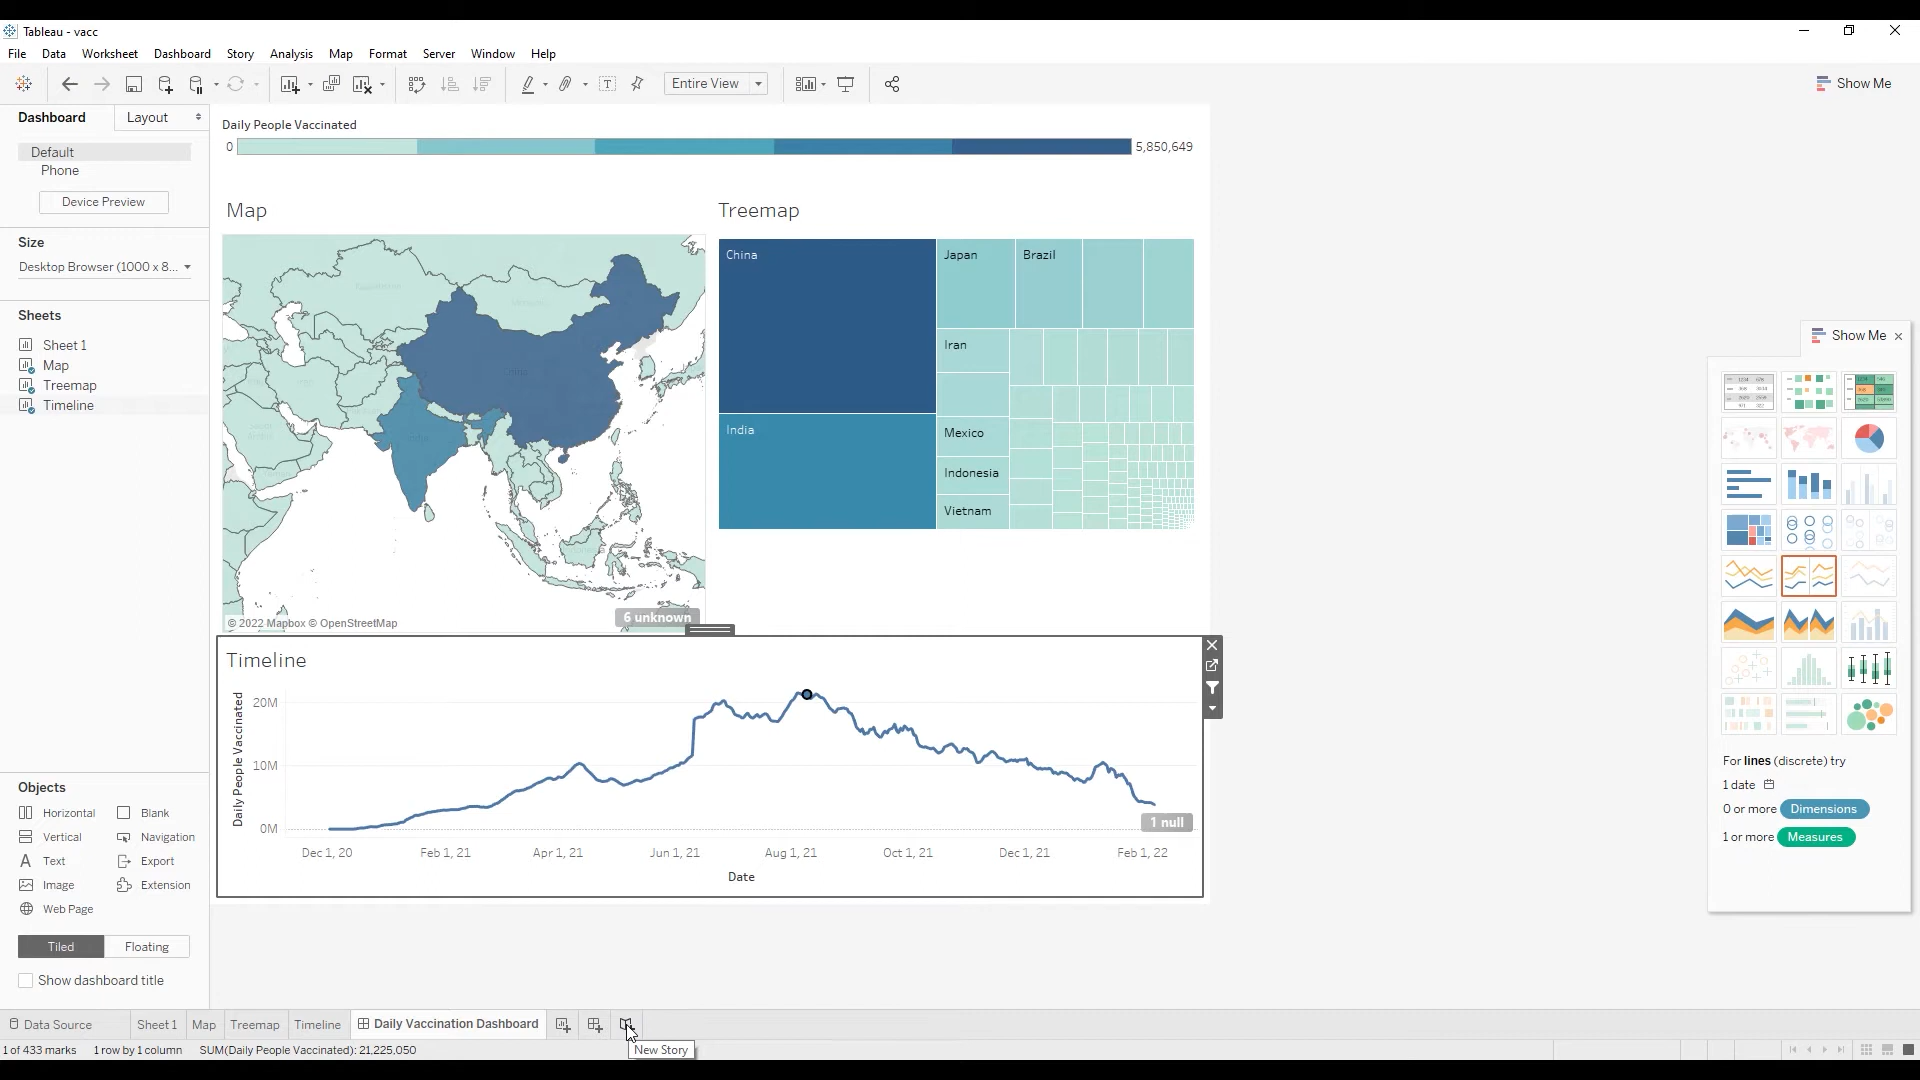 Tableau - vacc
File Data Worksheet Dashboard Story Analysis Map Format Server Window Help
Entire View
Show Me
Dashboard Layout
Default
Phone
Device Preview
Size
Desktop Browser (1000 x 8...
Sheets
Sheet 1
Map
Treemap
Timeline
Objects
Horizontal Blank
Vertical Navigation
Text Export
Image Extension
Web Page
Tiled Floating
Show dashboard title
Daily People Vaccinated
0 5,850,649
Map
China
India
© 2022 Mapbox © OpenStreetMap
6 unknown
Treemap
China
India
Japan
Brazil
Iran
Mexico
Indonesia
Vietnam
Timeline
Daily People Vaccinated
20M
10M
0M
1 null
Dec 1, 20 Feb 1, 21 Apr 1, 21 Jun 1, 21 Aug 1, 21 Oct 1, 21 Dec 1, 21 Feb 1, 22
Date
Show Me
For lines (discrete) try
1 date
0 or more Dimensions
1 or more Measures
Data Source Sheet 1 Map Treemap Timeline Daily Vaccination Dashboard
New Story
1 of 433 marks 1 row by 1 column SUM(Daily People Vaccinated): 21,225,050